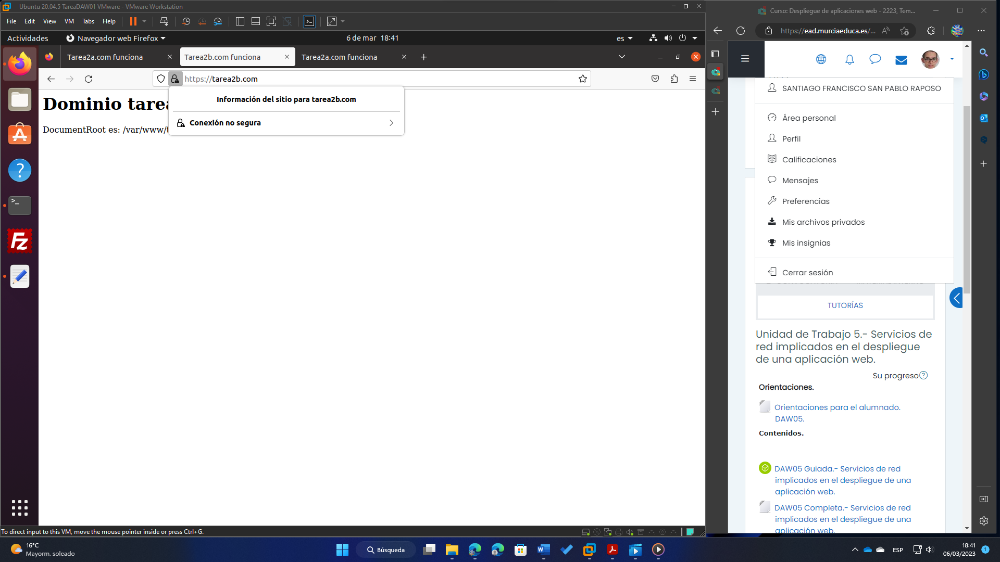 Ubuntu 20.04.5 TareaDAW01 VMware - VMware Workstation
File Edit View VM Tabs Help
Actividades
Navegador web Firefox
6 de mar 18:41
es
Tarea2a.com funciona
Tarea2b.com funciona
Tarea2a.com funciona
https://tarea2b.com
Dominio tarea
DocumentRoot es: /var/www/t
Información del sitio para tarea2b.com
Conexión no segura
To direct input to this VM, move the mouse pointer inside or press Ctrl+G.
Curso: Despliegue de aplicaciones web - 2223, Tem...
https://ead.murciaeduca.es/...
SANTIAGO FRANCISCO SAN PABLO RAPOSO
Área personal
Perfil
Calificaciones
Mensajes
Preferencias
Mis archivos privados
Mis insignias
Cerrar sesión
TUTORÍAS
Unidad de Trabajo 5.- Servicios de
red implicados en el despliegue
de una aplicación web.
Su progreso
Orientaciones.
Orientaciones para el alumnado.
DAW05.
Contenidos.
DAW05 Guiada.- Servicios de red
implicados en el despliegue de una
aplicación web.
DAW05 Completa.- Servicios de red
implicados en el despliegue de una
aplicación web.
16°C
Mayorm. soleado
Búsqueda
ESP
18:41
06/03/2023
1